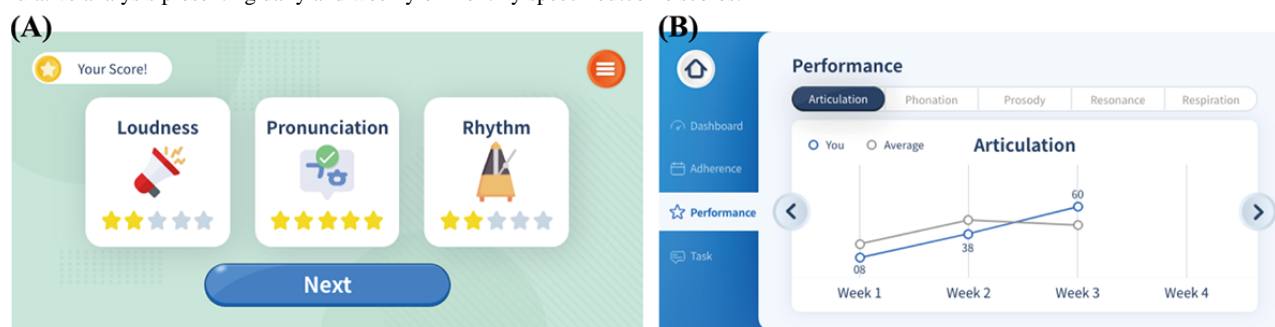 (A)
(B)
Your Score!
Loudness
Pronunciation
Rhythm
Next
Dashboard
Adherence
Performance
Task
Performance
Articulation Phonation Prosody Resonance Respiration
You Average
Articulation
08
38
60
Week 1 Week 2 Week 3 Week 4